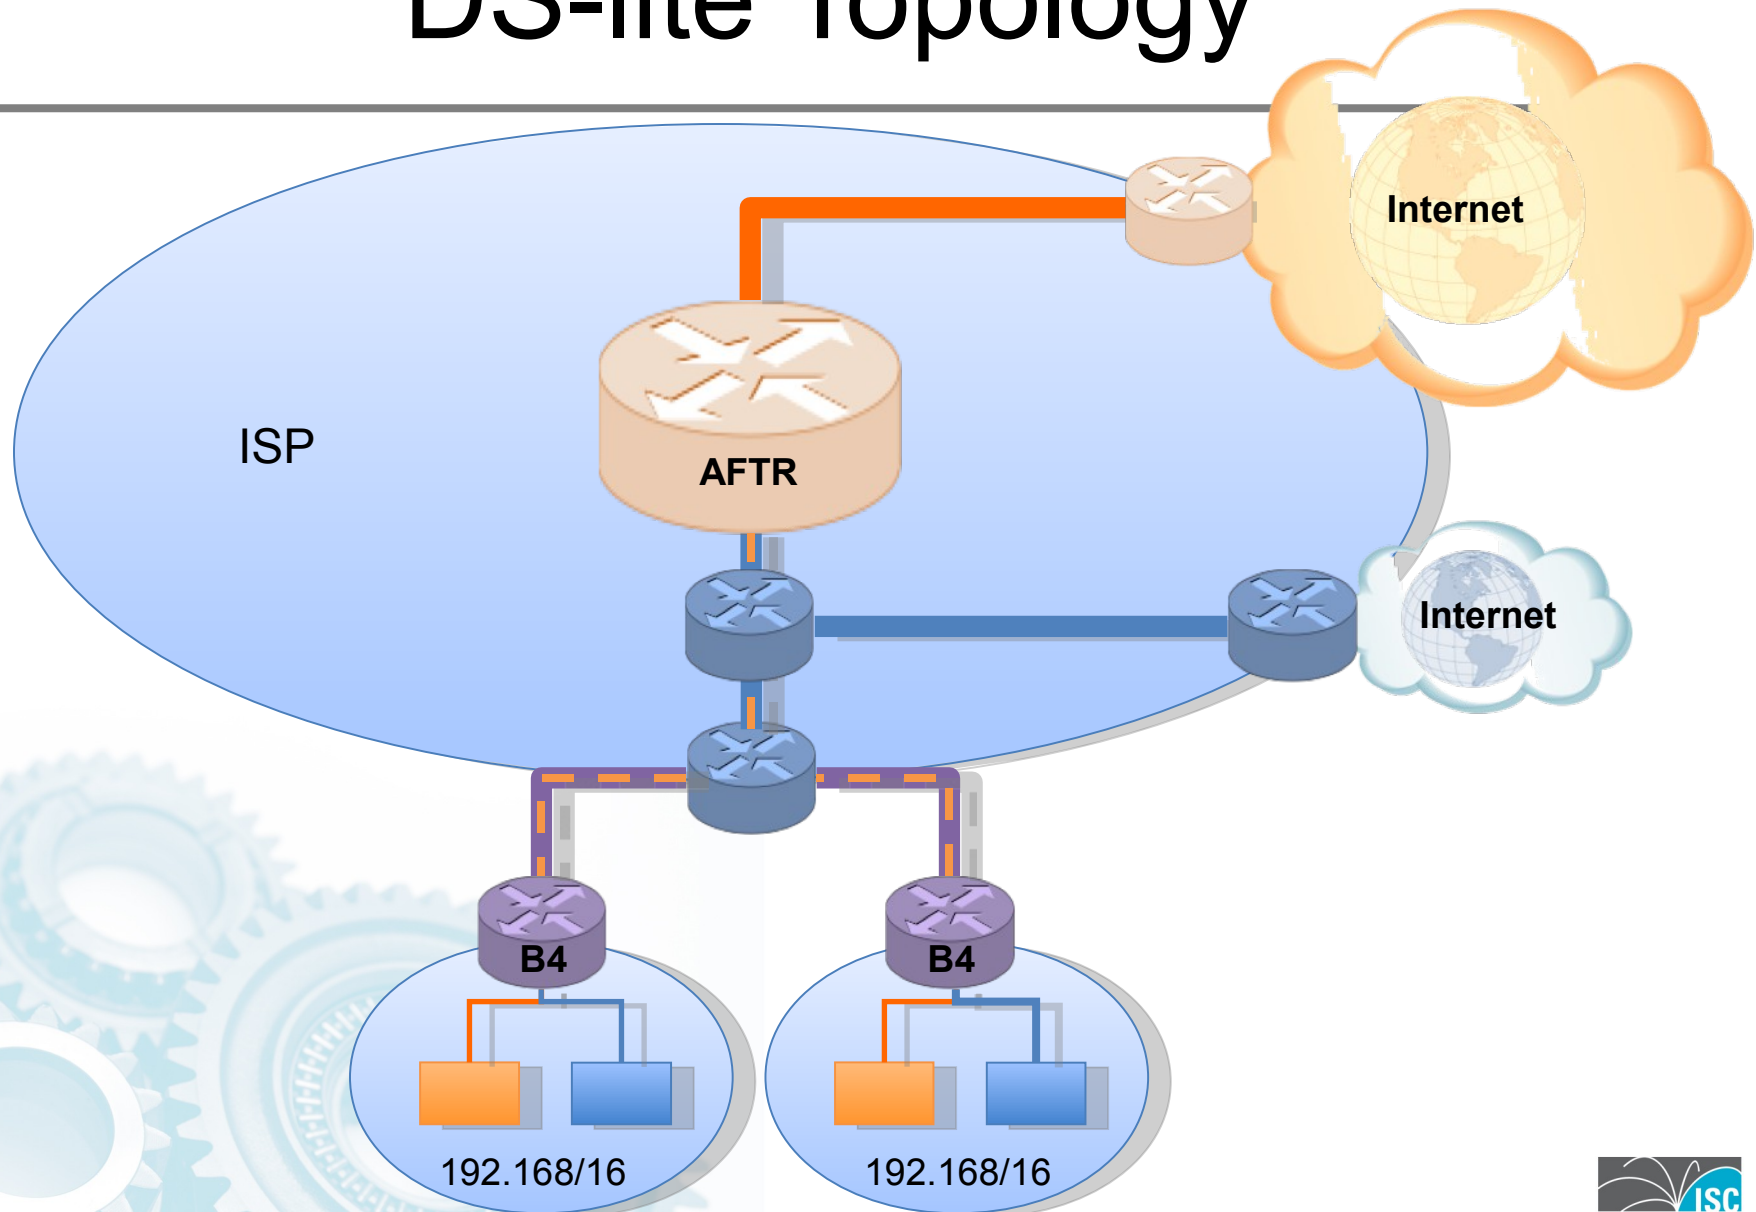 DS-lite Topology
Internet
ISP
AFTR
Internet
B4
B4
192.168/16
192.168/16
ISC